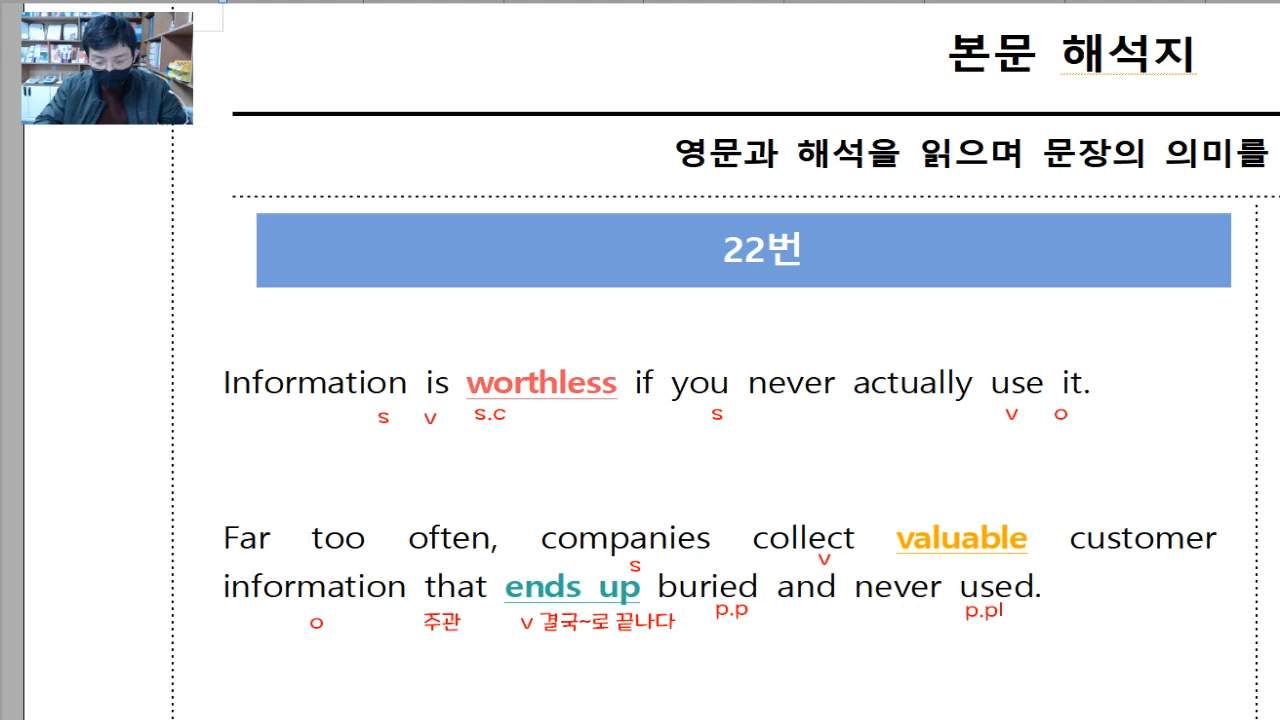 본문 해석지
영문과 해석을 읽으며 문장의 의미를
22번
Information is worthless if you never actually use it.
s v s.c s v o
Far too often, companies collect valuable customer
s v
information that ends up buried and never used.
o 주관 v 결국~로 끝나다 p.p p.pl